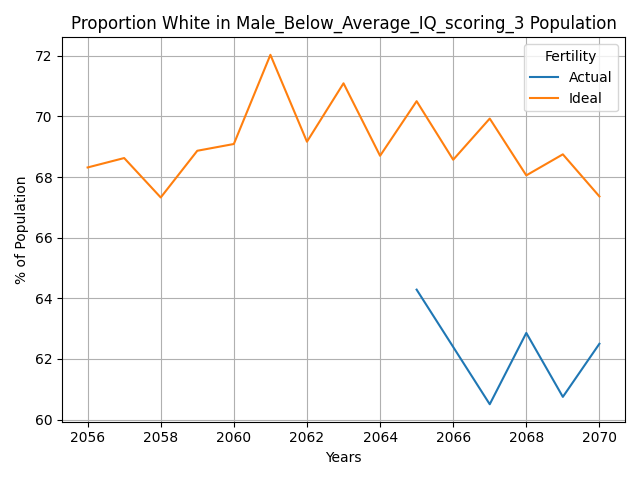 Proportion White in Male_Below_Average_IQ_scoring_3 Population
Fertility
Actual
Ideal
% of Population
72
70
68
66
64
62
60
2056 2058 2060 2062 2064 2066 2068 2070
Years